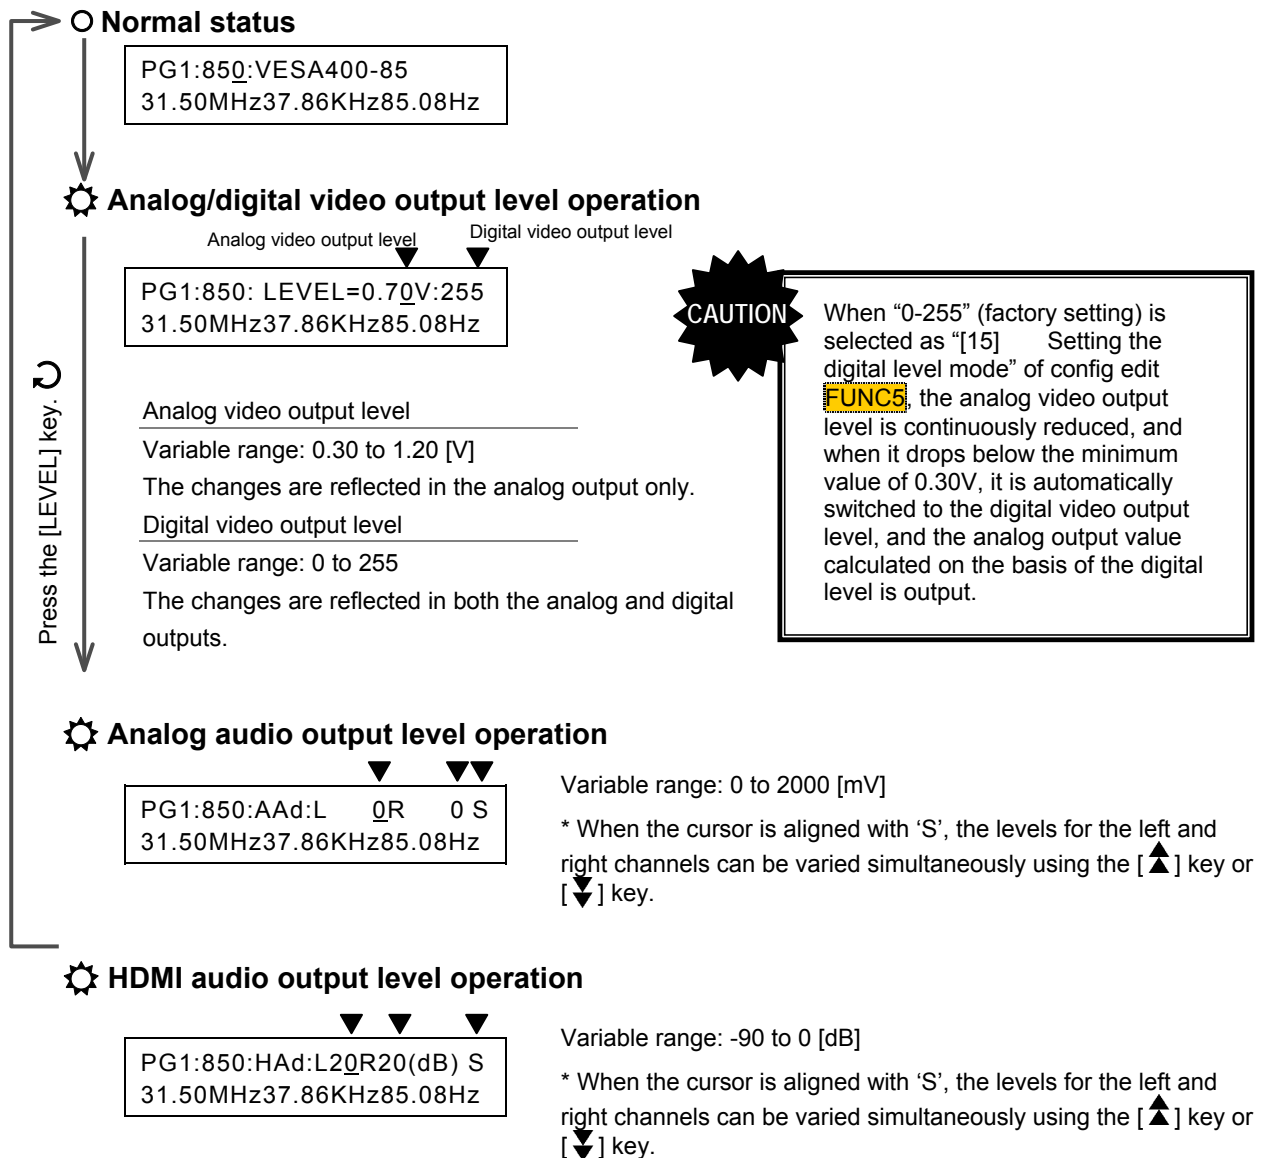 Normal status
PG1:850:VESA400-85
31.50MHz37.86KHz85.08Hz
Analog/digital video output level operation
Analog video output level
Digital video output level
PG1:850: LEVEL=0.70V:255
31.50MHz37.86KHz85.08Hz
Press the [LEVEL] key.
Analog video output level
Variable range: 0.30 to 1.20 [V]
The changes are reflected in the analog output only.
Digital video output level
Variable range: 0 to 255
The changes are reflected in both the analog and digital
outputs.
CAUTION
When “0-255” (factory setting) is
selected as “[15] Setting the
digital level mode” of config edit
FUNC5, the analog video output
level is continuously reduced, and
when it drops below the minimum
value of 0.30V, it is automatically
switched to the digital video output
level, and the analog output value
calculated on the basis of the digital
level is output.
Analog audio output level operation
PG1:850:AAd:L 0R 0 S
31.50MHz37.86KHz85.08Hz
Variable range: 0 to 2000 [mV]
* When the cursor is aligned with ‘S’, the levels for the left and
right channels can be varied simultaneously using the [ ] key or
[ ] key.
HDMI audio output level operation
PG1:850:HAd:L20R20(dB) S
31.50MHz37.86KHz85.08Hz
Variable range: -90 to 0 [dB]
* When the cursor is aligned with ‘S’, the levels for the left and
right channels can be varied simultaneously using the [ ] key or
[ ] key.